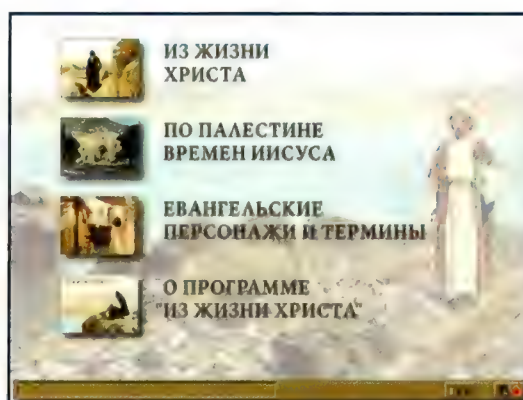 ИЗ ЖИЗНИ
ХРИСТА
ПО ПАЛЕСТИНЕ
ВРЕМЕН ИИСУСА
ЕВАНГЕЛЬСКИЕ
ПЕРСОНАЖИ И ТЕРМИНЫ
О ПРОГРАММЕ
"ИЗ ЖИЗНИ ХРИСТА"